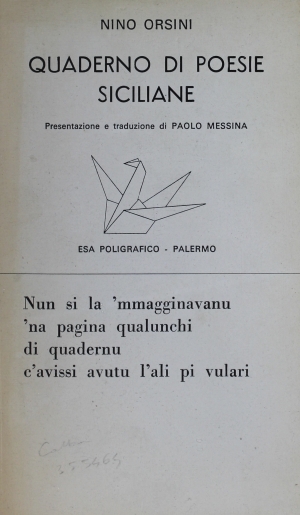 NINO ORSINI
QUADERNO DI POESIE
SICILIANE
Presentazione e traduzione di PAOLO MESSINA
ESA POLIGRAFICO - PALERMO
Nun si la 'mmagginavanu
'na pagina qualunchi
di quadernu
c'avissi avutu l'ali pi vulari